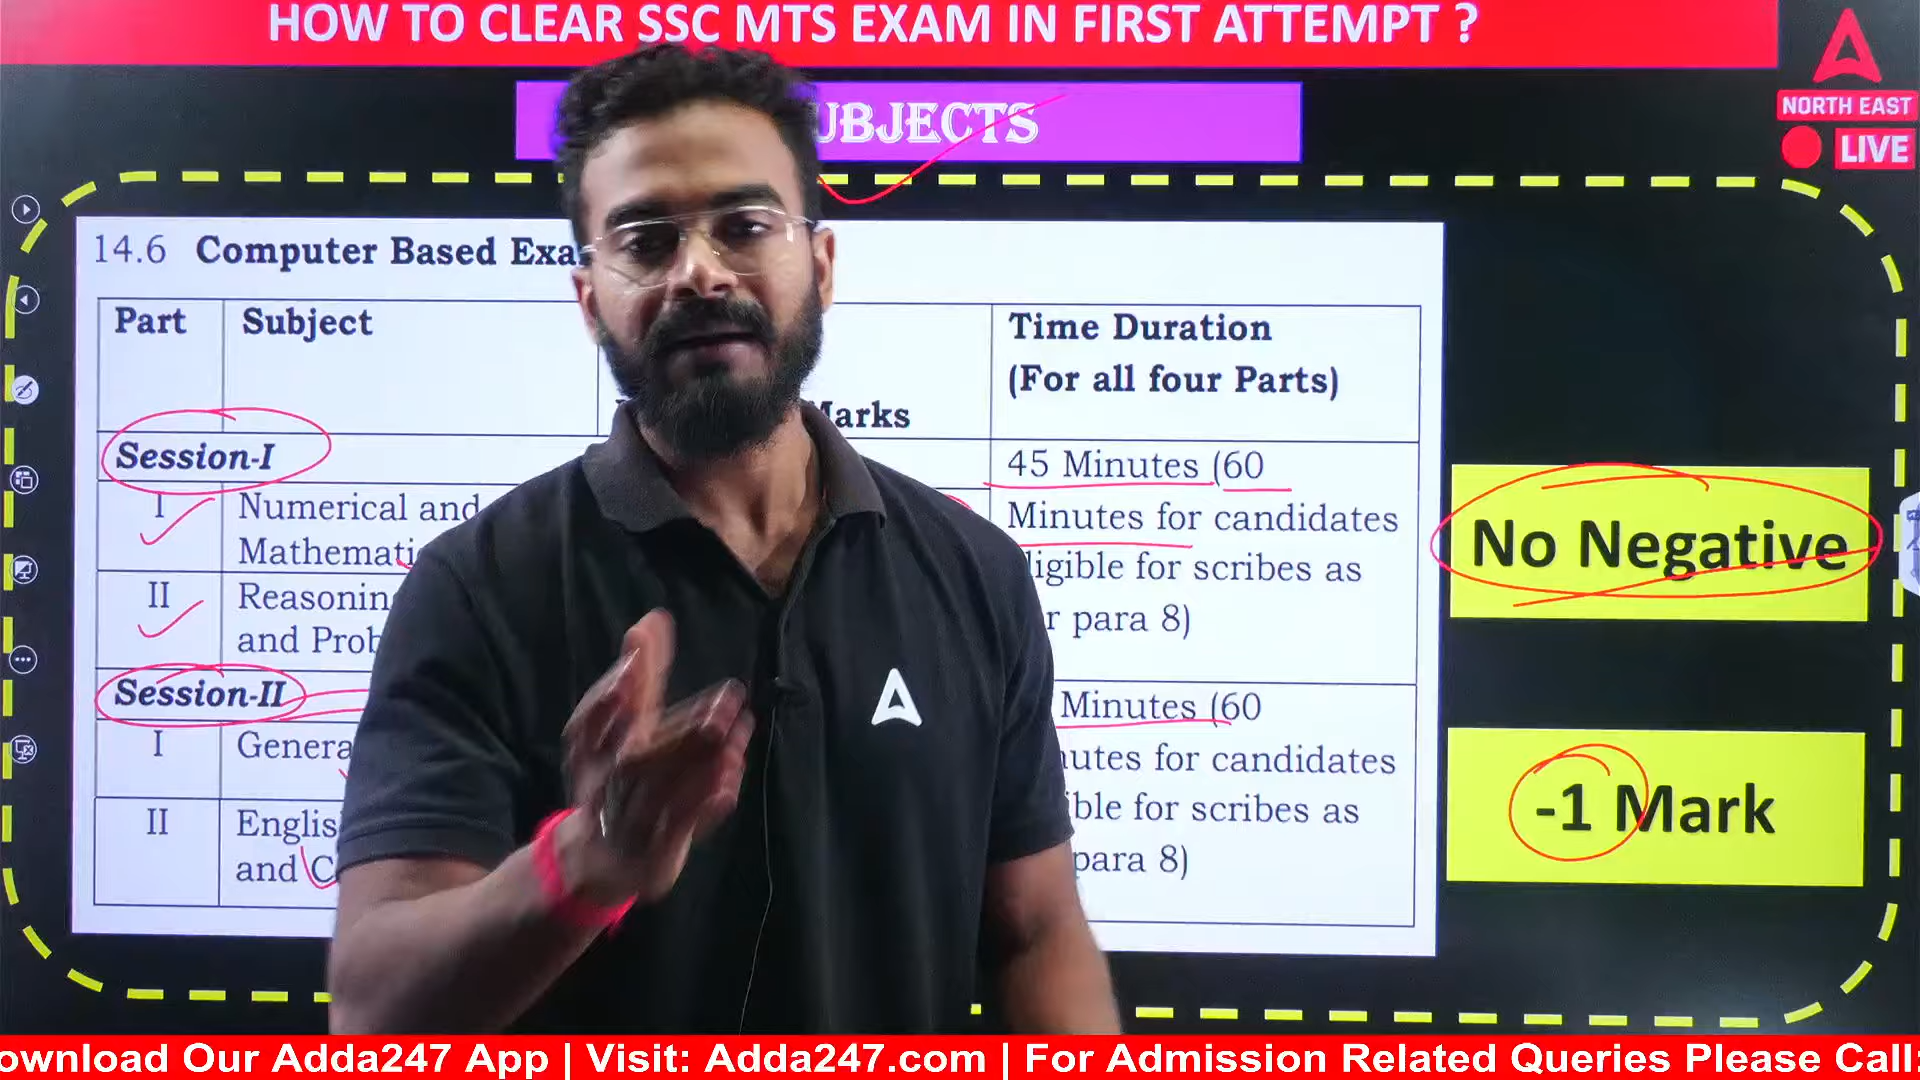 HOW TO CLEAR SSC MTS EXAM IN FIRST ATTEMPT ?
NORTH EAST
LIVE
UBJECTS
14.6 Computer Based Exa
Part Subject
Marks
Time Duration
(For all four Parts)
Session-I
45 Minutes (60
Minutes for candidates
ligible for scribes as
r para 8)
I Numerical and
Mathemati
II Reasonin
and Prob
Session-II
Minutes (60
utes for candidates
ble for scribes as
para 8)
I Genera
II Englis
and C
No Negative
-1 Mark
ownload Our Adda247 App | Visit: Adda247.com | For Admission Related Queries Please Call: